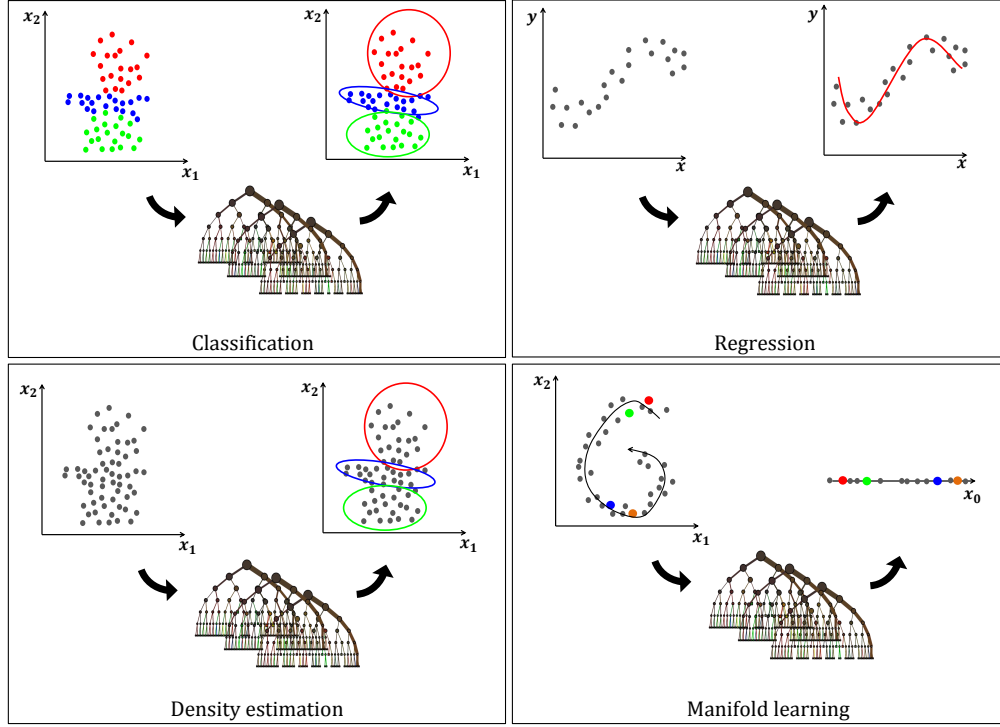 x₂
x₁
x₂
x₁
Classification
y
x
y
x
Regression
x₂
x₁
x₂
x₁
Density estimation
x₂
x₁
x₀
Manifold learning